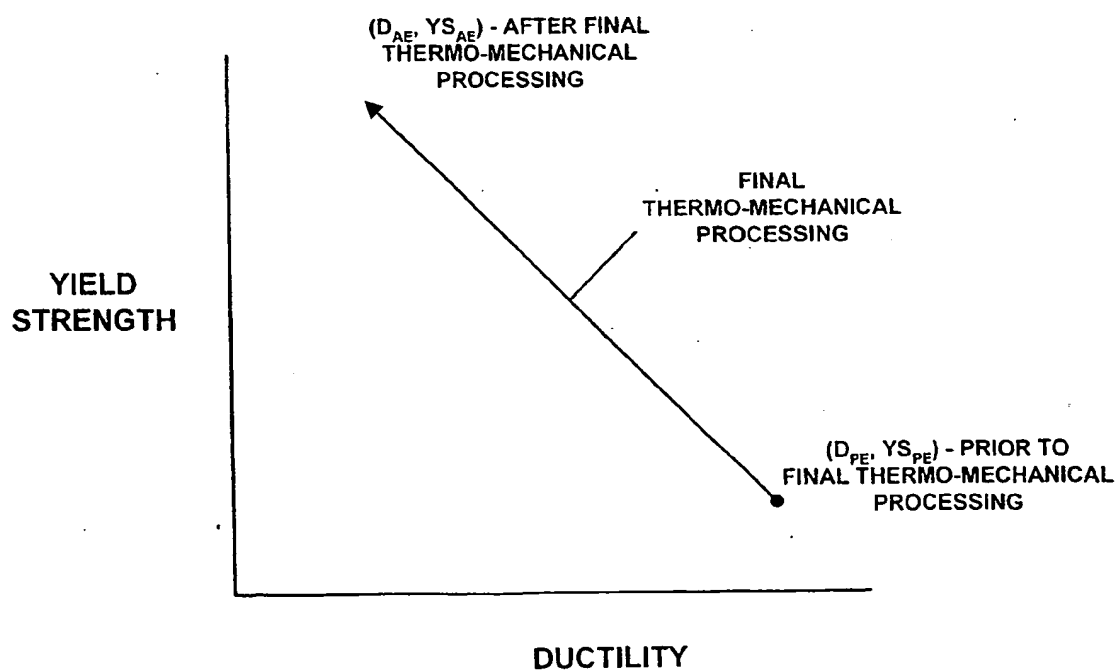 (D_AE, YS_AE) - AFTER FINAL
THERMO-MECHANICAL
PROCESSING
FINAL
THERMO-MECHANICAL
PROCESSING
YIELD
STRENGTH
(D_PE, YS_PE) - PRIOR TO
FINAL THERMO-MECHANICAL
PROCESSING
DUCTILITY